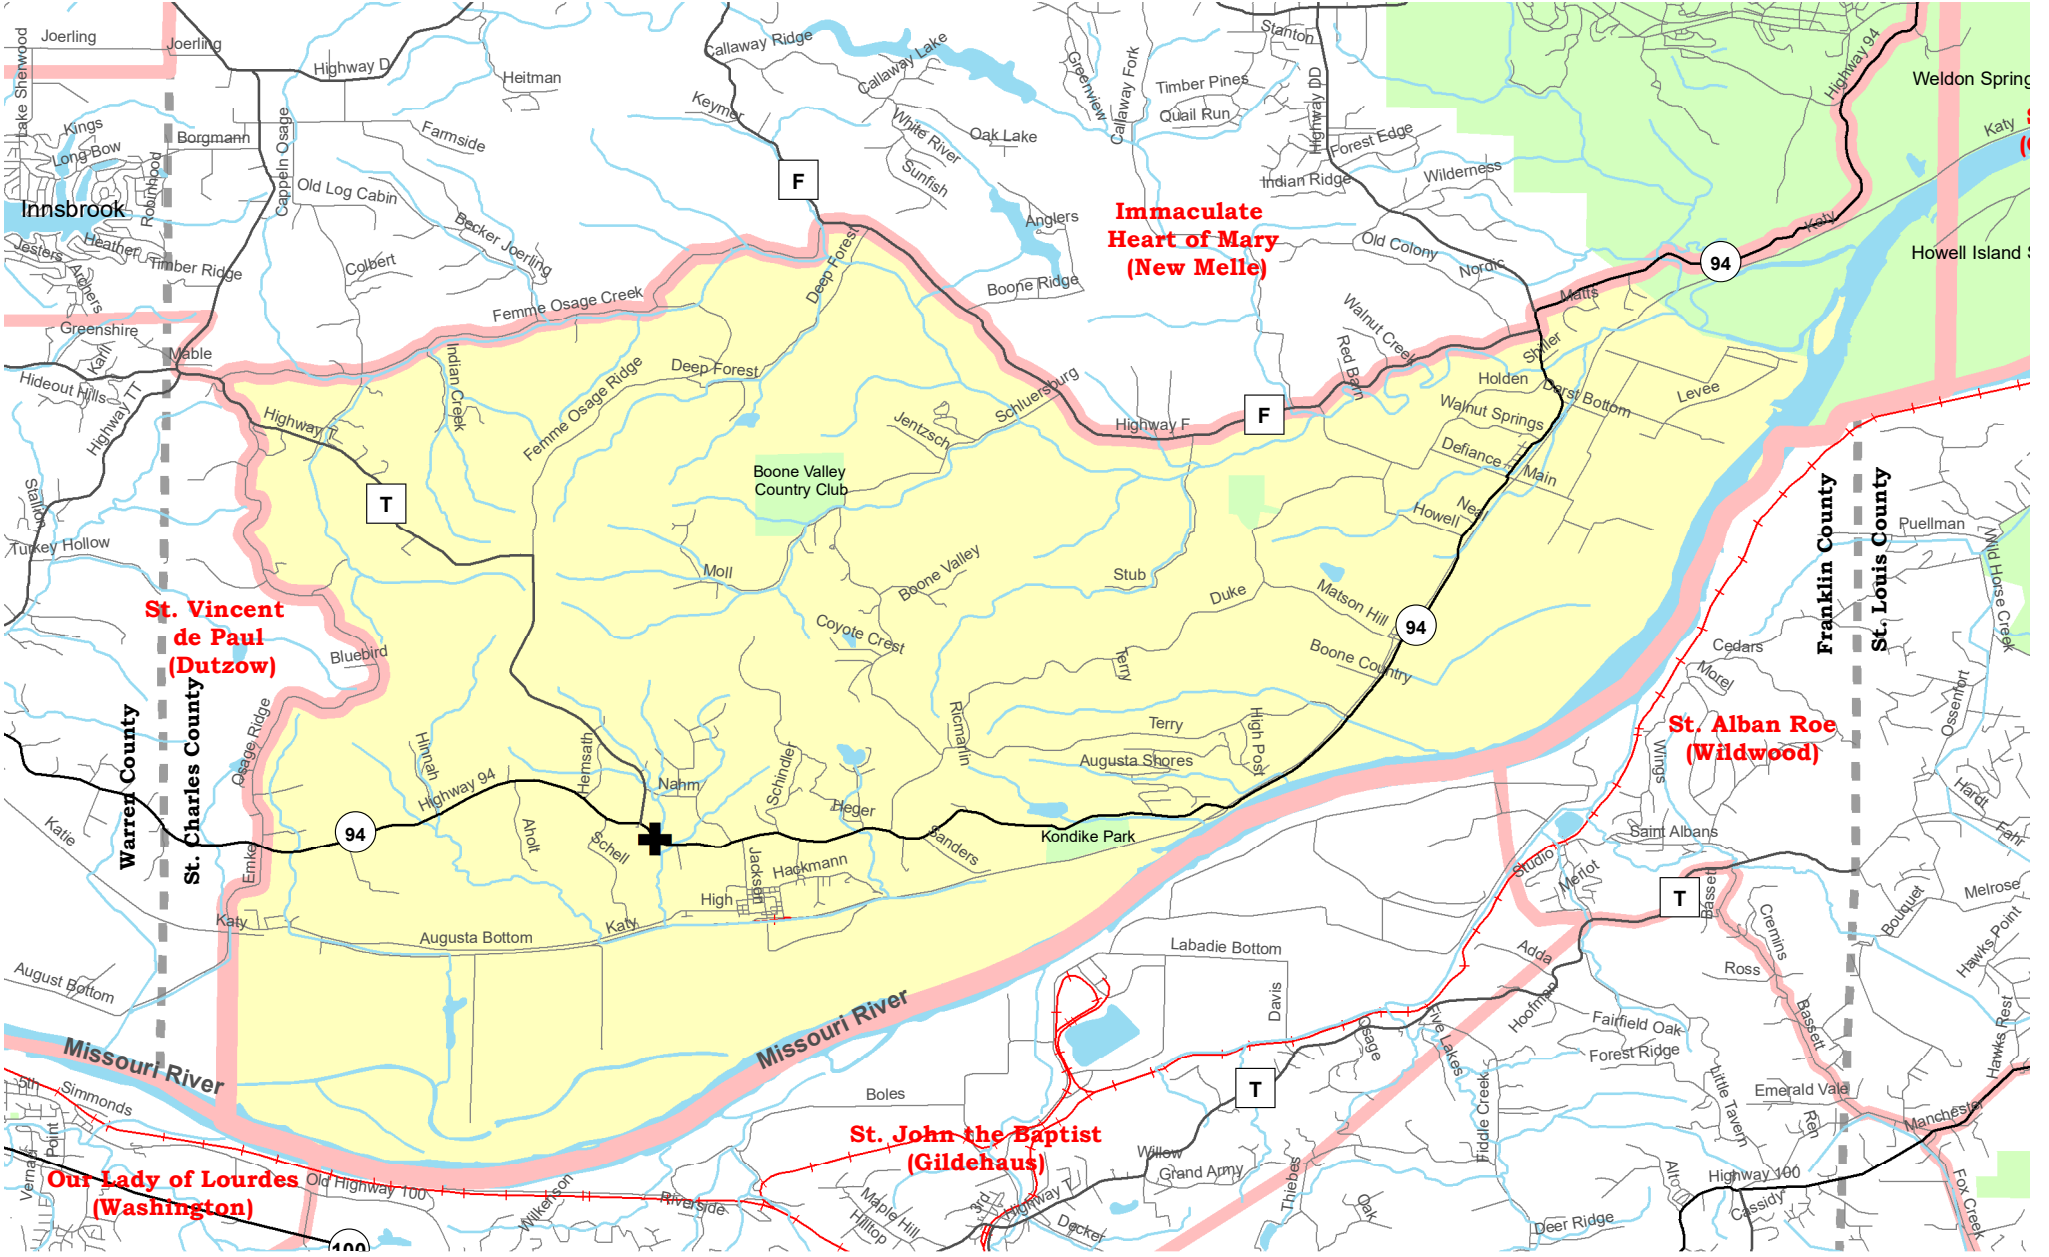 Joerling
Joerling
Lake Sherwood
Highway D
Heitman
Callaway Ridge
Callaway Lake
Greenview
Callaway Fork
Stanton
Timber Pines
Quail Run
Highway DD
Highway 94
Weldon Spring
Kings
Long Bow
Borgmann
Robinhood
Cappeln Osage
Farmside
Keymer
White River
Oak Lake
Sunfish
Forest Edge
Indian Ridge
Wilderness
Katy
Innsbrook
Old Log Cabin
Becker Joerling
F
Anglers
Immaculate
Heart of Mary
(New Melle)
Old Colony
Nordic
Katy
94
Howell Island S
Jesters
Heather
Archers
Timber Ridge
Colbert
Femme Osage Creek
Deep Forest
Boone Ridge
Matts
Walnut Creek
Red Barn
Shiller
Greenshire
Karll
Mable
Hideout Hills
Highway TT
Highway T
Indian Creek
Femme Osage Ridge
Deep Forest
Jentzsch
Schluersburg
Highway F
F
Holden
Darst Bottom
Levee
Walnut Springs
Defiance
Main
Stallion
Turkey Hollow
T
Boone Valley
Country Club
Howell
Neal
Franklin County
St. Louis County
Puellman
Wild Horse Creek
St. Vincent
de Paul
(Dutzow)
Bluebird
Moll
Boone Valley
Coyote Crest
Stub
Duke
Matson Hill
94
Boone Country
Terry
Cedars
Morel
Ossenfort
St. Alban Roe
(Wildwood)
Wings
Warren County
St. Charles County
Osage Ridge
Himah
Highway 94
Hemsath
Nahm
Schindler
Heger
Ricmarlin
Terry
High Post
Augusta Shores
Kondike Park
Sanders
Katie
94
Emke
Aholt
Schell
Jackson
Hackmann
High
Katy
Katy
Augusta Bottom
August Bottom
Saint Albans
Studio
Merlot
T
Bassett
Hardt
Fahr
Melrose
Bouquet
Hawks Point
Cremins
Ross
Adda
Hoofman
Labadie Bottom
Davis
Missouri River
Missouri River
5th
Simmonds
Point
Boles
T
Osage
Five Lakes
Fiddle Creek
Fairfield Oak
Forest Ridge
Little Tavern
Bassett
Emerald Vale
Ren
Hawks Rest
Manchester
St. John the Baptist
(Gildehaus)
Willow
Grand Army
Our Lady of Lourdes
(Washington)
Old Highway 100
Wilkerson
Riverside
Maple Hill
Hilltop
3rd
Highway T
Decker
Thiebes
Oak
Deer Ridge
Alto
Highway 100
Cassidy
Fox Creek
100